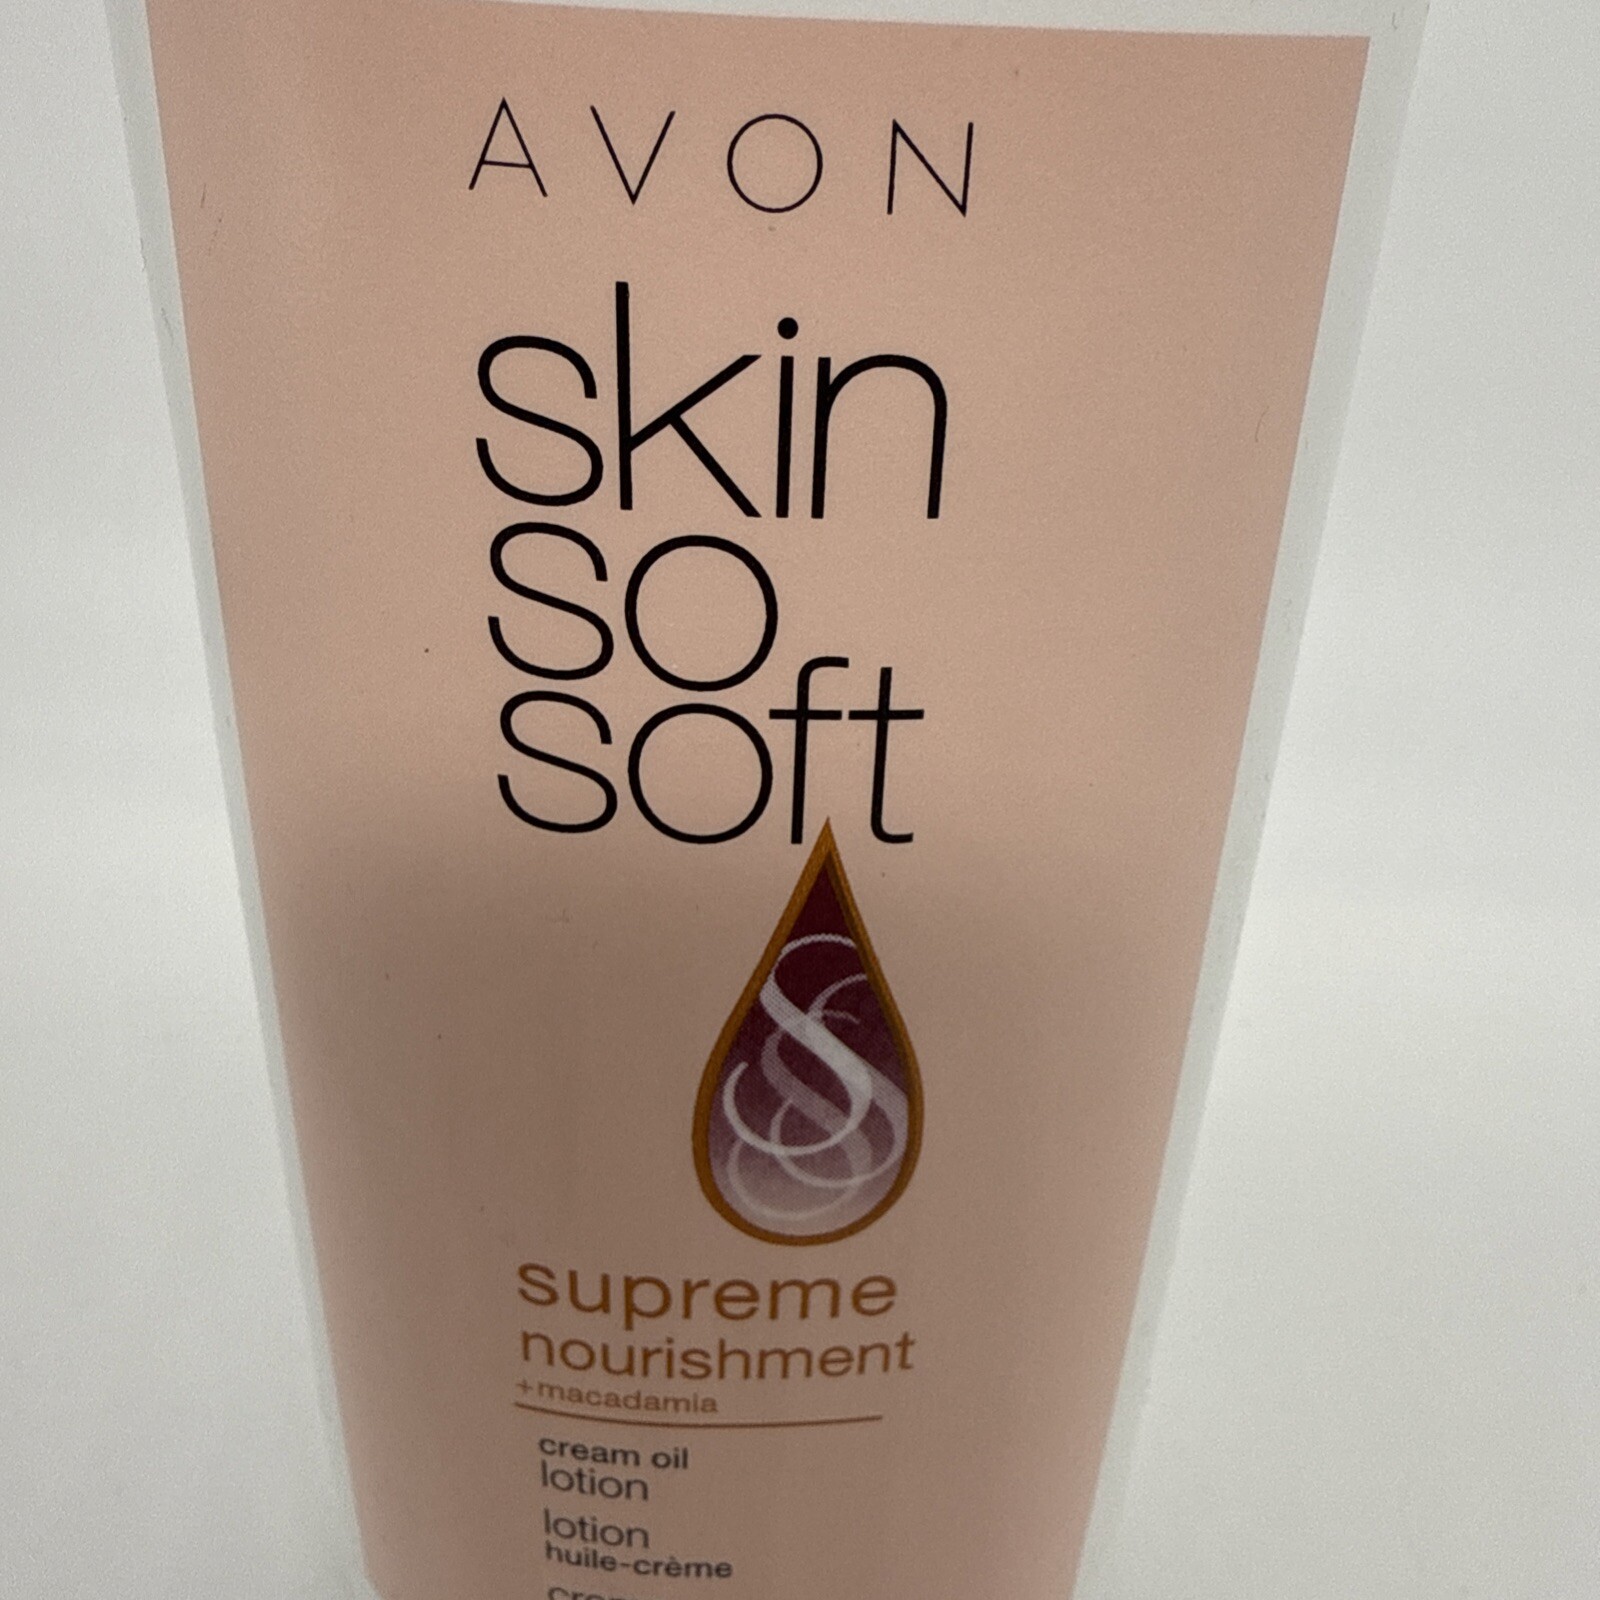 AVON
skin
so
soft
supreme
nourishment
+macadamia
cream oil
lotion
lotion
huile-crème